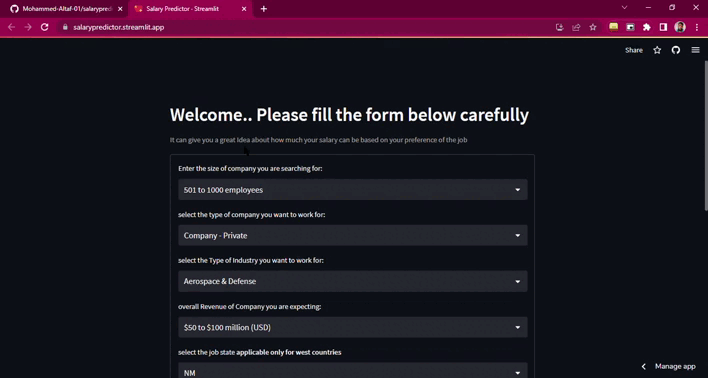 Mohammed-Altaf-01/salarypredi
Salary Predictor - Streamlit
salarypredictor.streamlit.app
Share
Welcome.. Please fill the form below carefully
It can give you a great Idea about how much your salary can be based on your preference of the job
Enter the size of company you are searching for:
501 to 1000 employees
select the type of company you want to work for:
Company - Private
select the Type of Industry you want to work for:
Aerospace & Defense
overall Revenue of Company you are expecting:
$50 to $100 million (USD)
select the job state applicable only for west countries
NM
Manage app